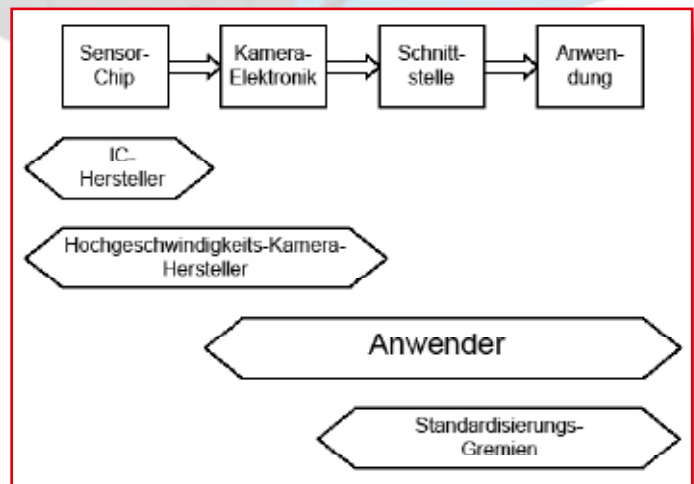 Sensor-
Chip
Kamera-
Elektronik
Schnitt-
stelle
Anwen-
dung
IC-
Hersteller
Hochgeschwindigkeits-Kamera-
Hersteller
Anwender
Standardisierungs-
Gremien